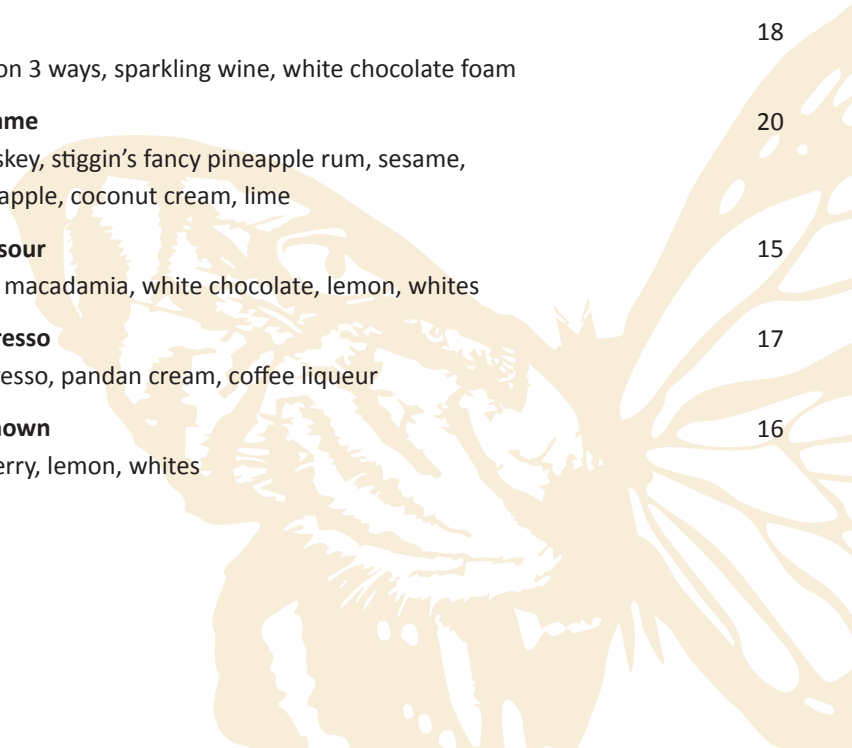 18
on 3 ways, sparkling wine, white chocolate foam
ame 20
skey, stiggin's fancy pineapple rum, sesame,
apple, coconut cream, lime
sour 15
macadamia, white chocolate, lemon, whites
resso 17
resso, pandan cream, coffee liqueur
nown 16
erry, lemon, whites